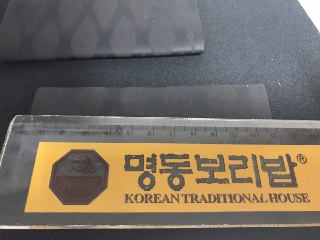 명동보리밥®
KOREAN TRADITIONAL HOUSE